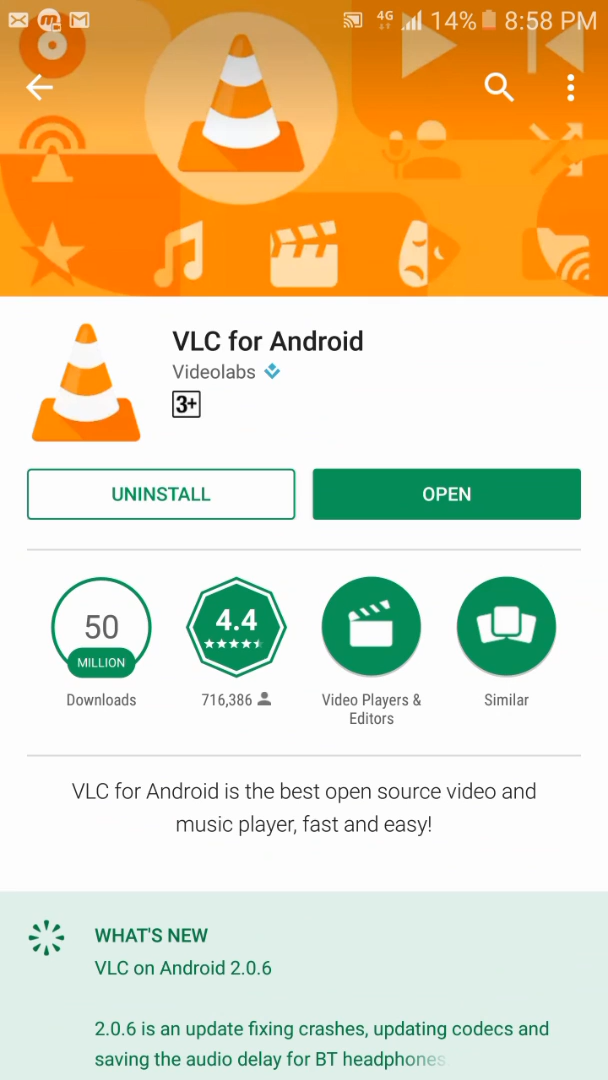 4G 14% 8:58 PM
VLC for Android
Videolabs
3+
UNINSTALL
OPEN
50
MILLION
Downloads
4.4
716,386
Video Players &
Editors
Similar
VLC for Android is the best open source video and
music player, fast and easy!
WHAT'S NEW
VLC on Android 2.0.6
2.0.6 is an update fixing crashes, updating codecs and
saving the audio delay for BT headphones